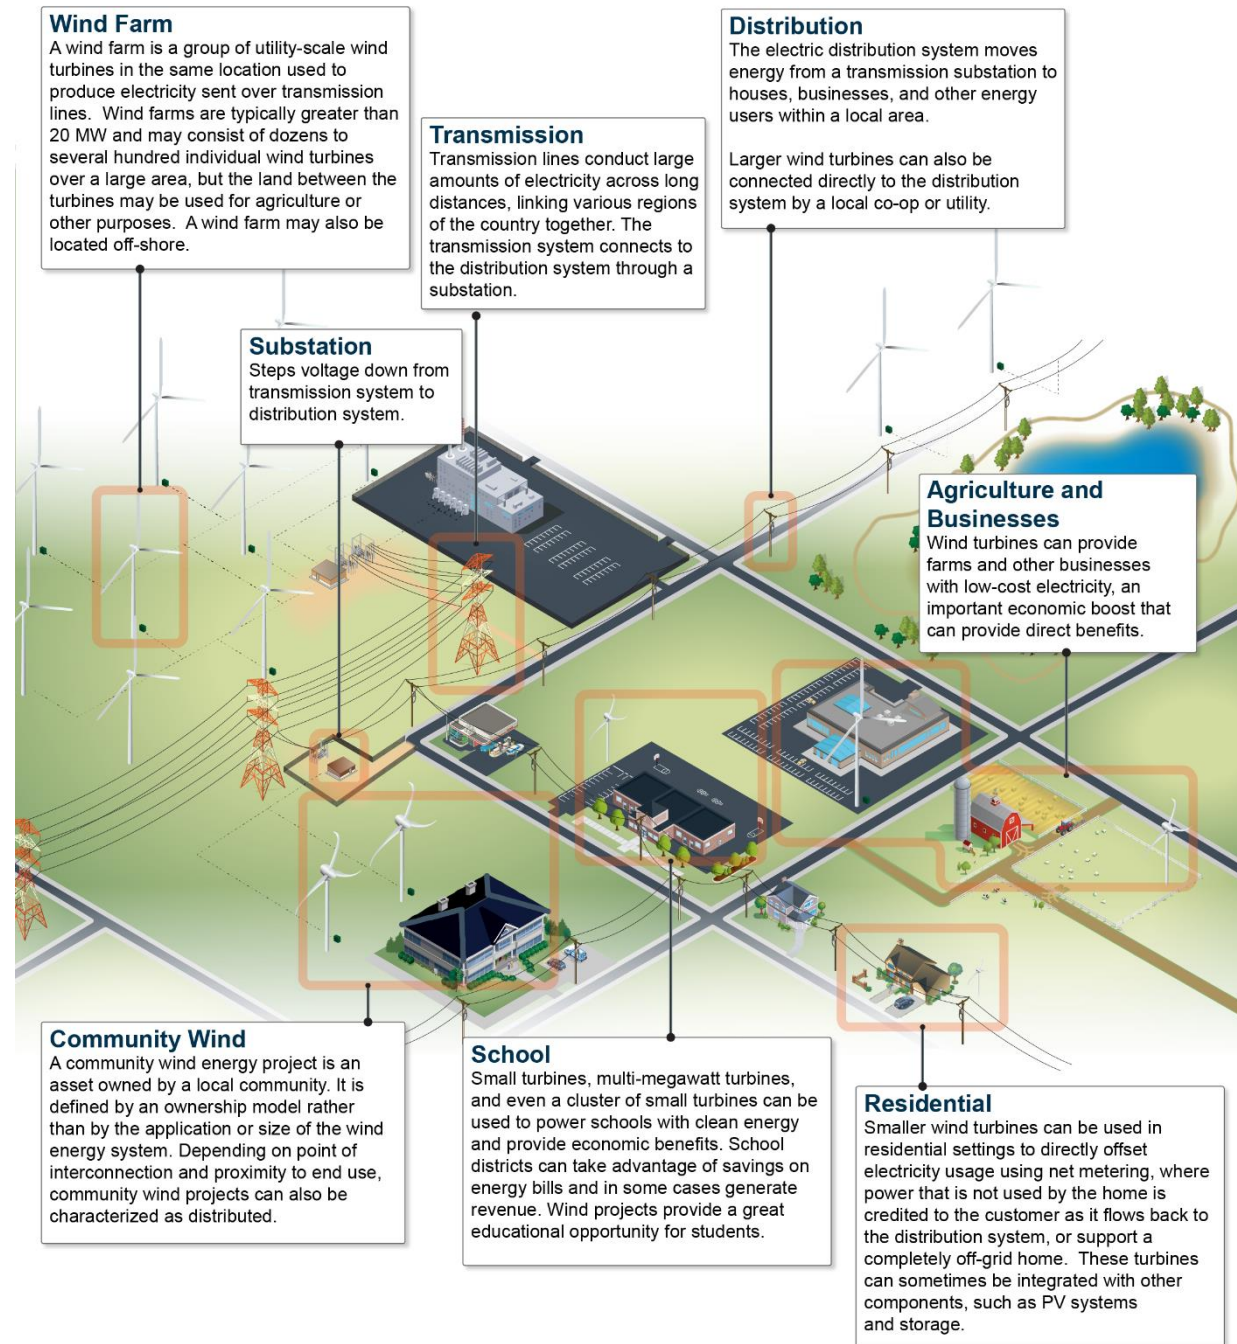 Wind Farm
A wind farm is a group of utility-scale wind
turbines in the same location used to
produce electricity sent over transmission
lines.  Wind farms are typically greater than
20 MW and may consist of dozens to
several hundred individual wind turbines
over a large area, but the land between the
turbines may be used for agriculture or
other purposes.  A wind farm may also be
located off-shore.
Transmission
Transmission lines conduct large
amounts of electricity across long
distances, linking various regions
of the country together. The
transmission system connects to
the distribution system through a
substation.
Distribution
The electric distribution system moves
energy from a transmission substation to
houses, businesses, and other energy
users within a local area.
Larger wind turbines can also be
connected directly to the distribution
system by a local co-op or utility.
Substation
Steps voltage down from
transmission system to
distribution system.
Agriculture and
Businesses
Wind turbines can provide
farms and other businesses
with low-cost electricity, an
important economic boost that
can provide direct benefits.
Community Wind
A community wind energy project is an
asset owned by a local community. It is
defined by an ownership model rather
than by the application or size of the wind
energy system. Depending on point of
interconnection and proximity to end use,
community wind projects can also be
characterized as distributed.
School
Small turbines, multi-megawatt turbines,
and even a cluster of small turbines can be
used to power schools with clean energy
and provide economic benefits. School
districts can take advantage of savings on
energy bills and in some cases generate
revenue. Wind projects provide a great
educational opportunity for students.
Residential
Smaller wind turbines can be used in
residential settings to directly offset
electricity usage using net metering, where
power that is not used by the home is
credited to the customer as it flows back to
the distribution system, or support a
completely off-grid home.  These turbines
can sometimes be integrated with other
components, such as PV systems
and storage.